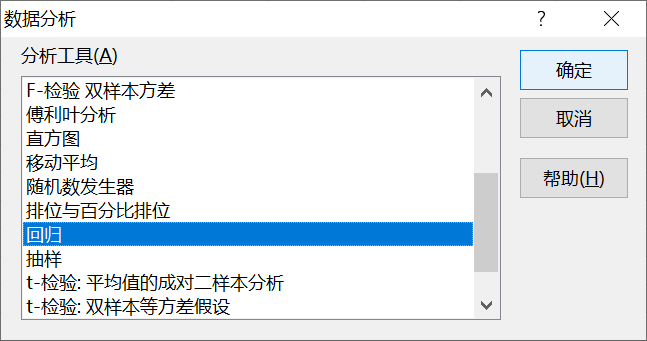 数据分析
?
分析工具(A)
F-检验 双样本方差
傅利叶分析
直方图
移动平均
随机数发生器
排位与百分比排位
回归
抽样
t-检验: 平均值的成对二样本分析
t-检验: 双样本等方差假设
确定
取消
帮助(H)